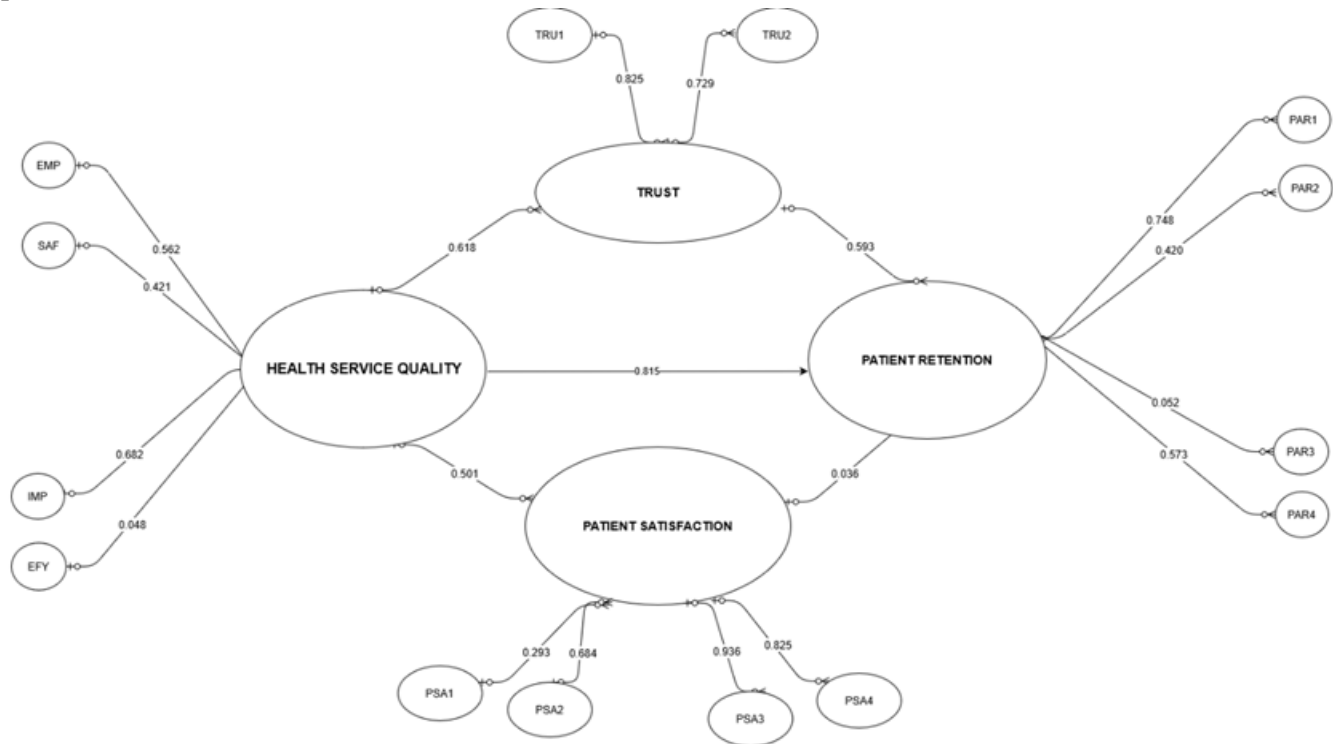 TRU1
TRU2
0.825
0.729
EMP
SAF
0.562
0.421
TRUST
PAR1
PAR2
0.748
0.420
0.618
0.593
HEALTH SERVICE QUALITY
0.815
PATIENT RETENTION
0.682
0.048
IMP
EFY
0.501
0.036
PATIENT SATISFACTION
0.052
0.573
PAR3
PAR4
0.293
0.684
0.936
0.825
PSA1
PSA2
PSA3
PSA4